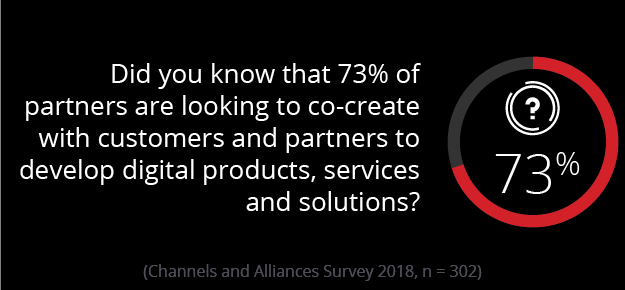 Did you know that 73% of
partners are looking to co-create
with customers and partners to
develop digital products, services
and solutions?
?
73%
(Channels and Alliances Survey 2018, n = 302)